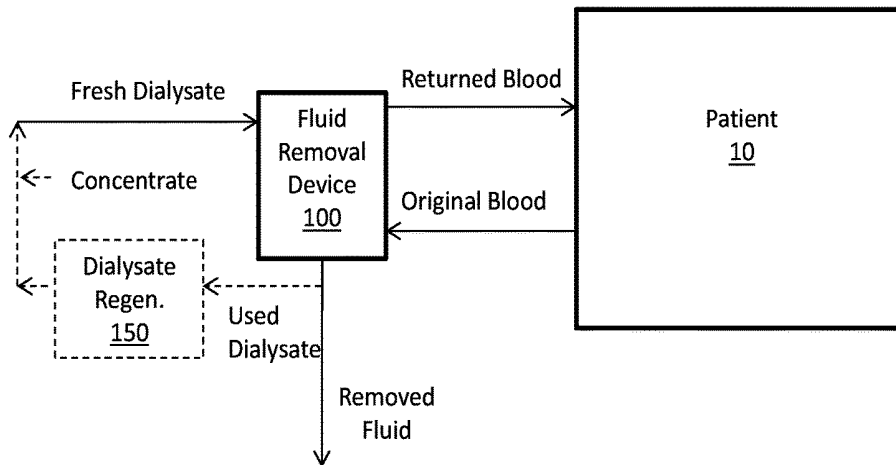 Fresh Dialysate
Returned Blood
Fluid
Removal
Device
100
Patient
10
Concentrate
Original Blood
Dialysate
Regen.
150
Used
Dialysate
Removed
Fluid